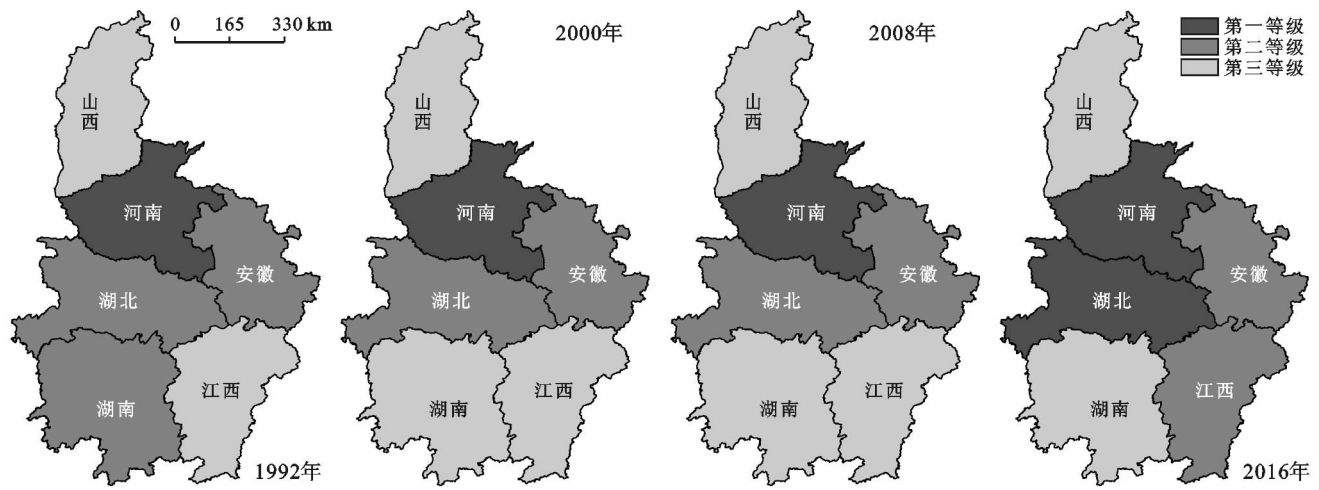 0 165 330 km
2000年
2008年
第一等级
第二等级
第三等级
山西
河南
安徽
湖北
湖南
江西
1992年
山西
河南
安徽
湖北
湖南
江西
山西
河南
安徽
湖北
湖南
江西
山西
河南
安徽
湖北
湖南
江西
2016年